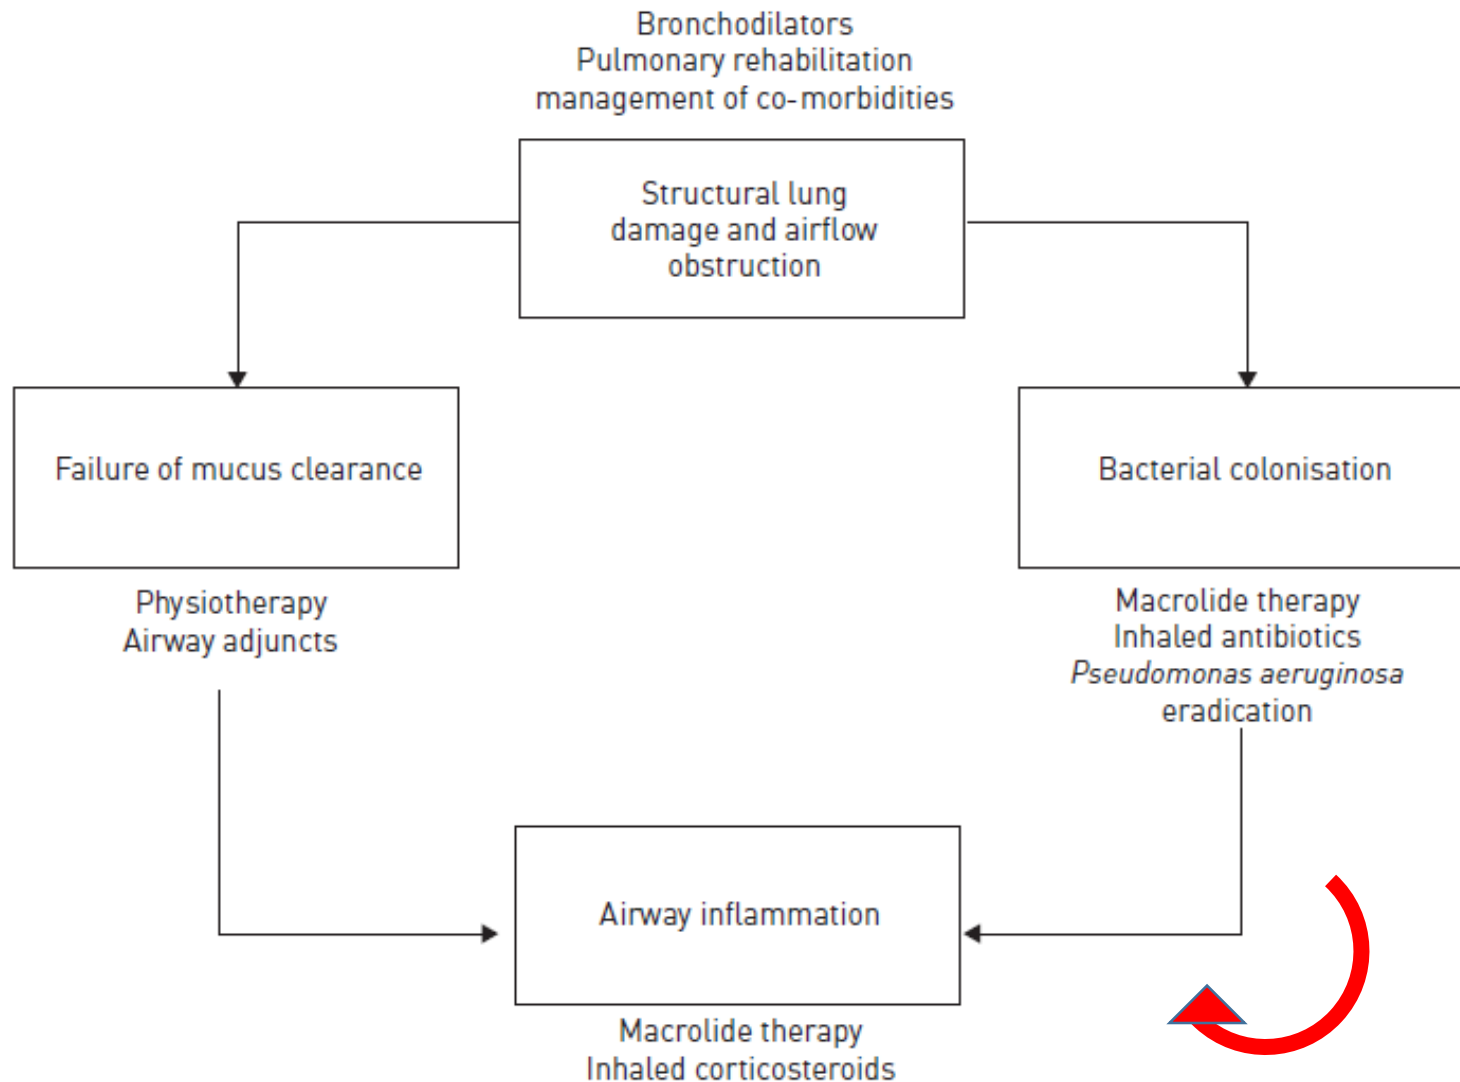 Bronchodilators
Pulmonary rehabilitation
management of co-morbidities
Structural lung
damage and airflow
obstruction
Failure of mucus clearance
Bacterial colonisation
Physiotherapy
Airway adjuncts
Macrolide therapy
Inhaled antibiotics
Pseudomonas aeruginosa
eradication
Airway inflammation
Macrolide therapy
Inhaled corticosteroids